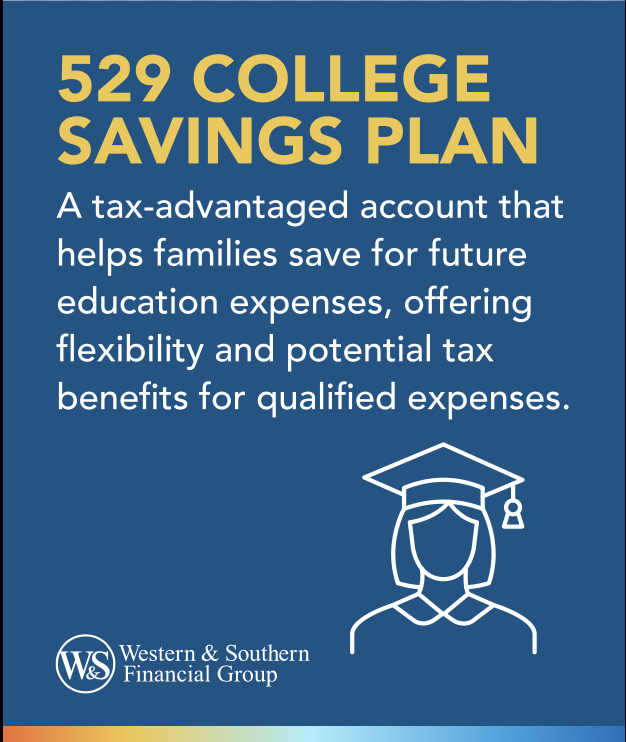 529 COLLEGE
SAVINGS PLAN
A tax-advantaged account that
helps families save for future
education expenses, offering
flexibility and potential tax
benefits for qualified expenses.
W&S Western & Southern
Financial Group